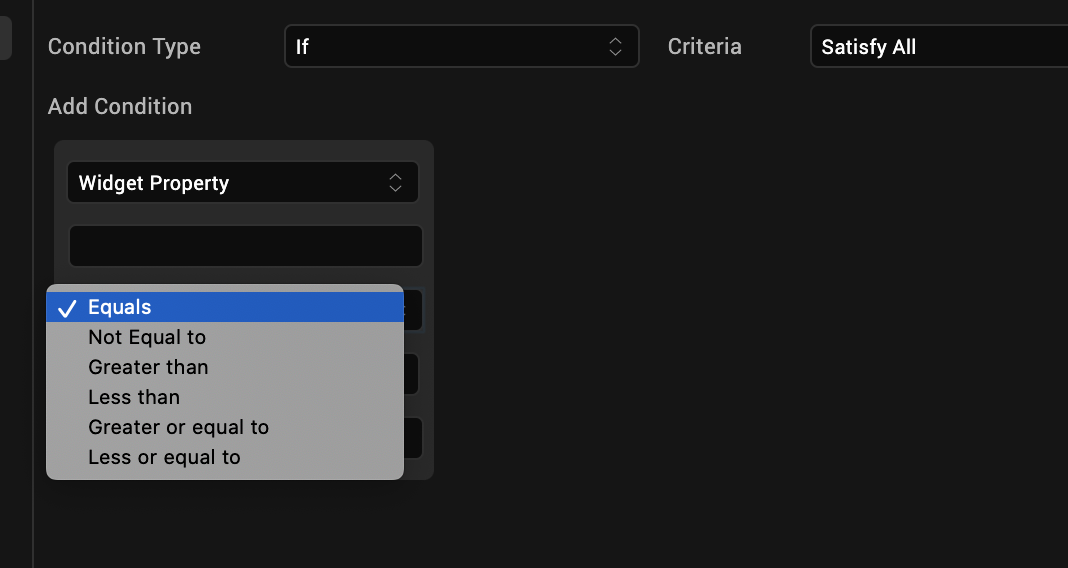 Condition Type
If
Criteria
Satisfy All
Add Condition
Widget Property
Equals
Not Equal to
Greater than
Less than
Greater or equal to
Less or equal to